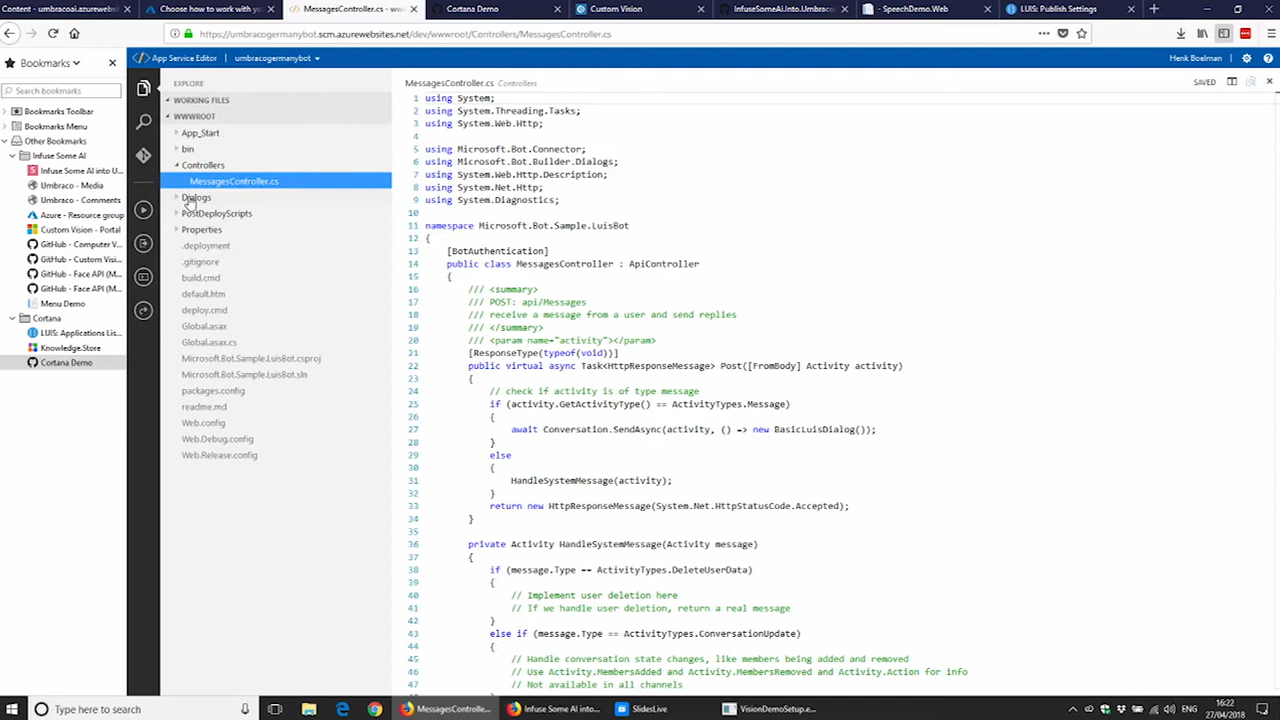 Content - umbracoai.azurewebsit
Choose how to work with your
MessagesController.cs
Cortana Demo
Custom Vision
InfuseSomeAI.Into.Umbraco
- SpeechDemo.Web
LUIS: Publish Settings
https://umbracogermanybot.scm.azurewebsites.net/dev/wwwroot/Controllers/MessagesController.cs
Bookmarks
App Service Editor
umbracogermanybot
Henk Boelman
Search bookmarks
Bookmarks Toolbar
Bookmarks Menu
Other Bookmarks
Infuse Some AI
Infuse Some AI into U...
Umbraco - Media
Umbraco - Comments
Azure - Resource group
Custom Vision - Portal
GitHub - Computer V...
GitHub - Custom Visi...
GitHub - Face API (M...
GitHub - Face API (M...
Menu Demo
Cortana
LUIS: Applications Lis...
Knowledge.Store
Cortana Demo
EXPLORE
WORKING FILES
WWWROOT
App_Start
bin
Controllers
MessagesController.cs
Dialogs
PostDeployScripts
Properties
.deployment
.gitignore
build.cmd
default.htm
deploy.cmd
Global.asax
Global.asax.cs
Microsoft.Bot.Sample.LuisBot.csproj
Microsoft.Bot.Sample.LuisBot.sln
packages.config
readme.md
Web.config
Web.Debug.config
Web.Release.config
MessagesController.cs Controllers
SAVED
1 using System;
2 using System.Threading.Tasks;
3 using System.Web.Http;
4
5 using Microsoft.Bot.Connector;
6 using Microsoft.Bot.Builder.Dialogs;
7 using System.Web.Http.Description;
8 using System.Net.Http;
9 using System.Diagnostics;
10
11 namespace Microsoft.Bot.Sample.LuisBot
12 {
13 [BotAuthentication]
14 public class MessagesController : ApiController
15 {
16 /// <summary>
17 /// POST: api/Messages
18 /// receive a message from a user and send replies
19 /// </summary>
20 /// <param name="activity"></param>
21 [ResponseType(typeof(void))]
22 public virtual async Task<HttpResponseMessage> Post([FromBody] Activity activity)
23 {
24 // check if activity is of type message
25 if (activity.GetActivityType() == ActivityTypes.Message)
26 {
27 await Conversation.SendAsync(activity, () => new BasicLuisDialog());
28 }
29 else
30 {
31 HandleSystemMessage(activity);
32 }
33 return new HttpResponseMessage(System.Net.HttpStatusCode.Accepted);
34 }
35
36 private Activity HandleSystemMessage(Activity message)
37 {
38 if (message.Type == ActivityTypes.DeleteUserData)
39 {
40 // Implement user deletion here
41 // If we handle user deletion, return a real message
42 }
43 else if (message.Type == ActivityTypes.ConversationUpdate)
44 {
45 // Handle conversation state changes, like members being added and removed
46 // Use Activity.MembersAdded and Activity.MembersRemoved and Activity.Action for info
47 // Not available in all channels
Type here to search
MessagesControlle...
Infuse Some AI into...
SlidesLive
VisionDemoSetup.e...
16:22
27/04/2018